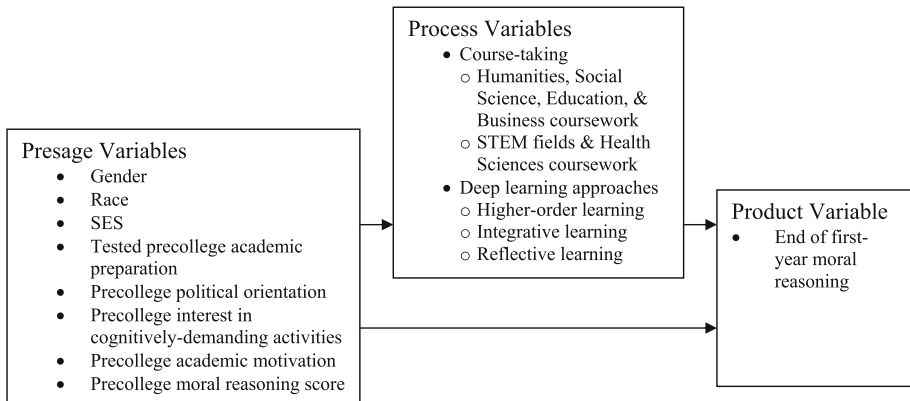 Process Variables
• Course-taking
o Humanities, Social
Science, Education, &
Business coursework
o STEM fields & Health
Sciences coursework
• Deep learning approaches
o Higher-order learning
o Integrative learning
o Reflective learning
Presage Variables
• Gender
• Race
• SES
• Tested precollege academic
preparation
• Precollege political orientation
• Precollege interest in
cognitively-demanding activities
• Precollege academic motivation
• Precollege moral reasoning score
Product Variable
• End of first-
year moral
reasoning